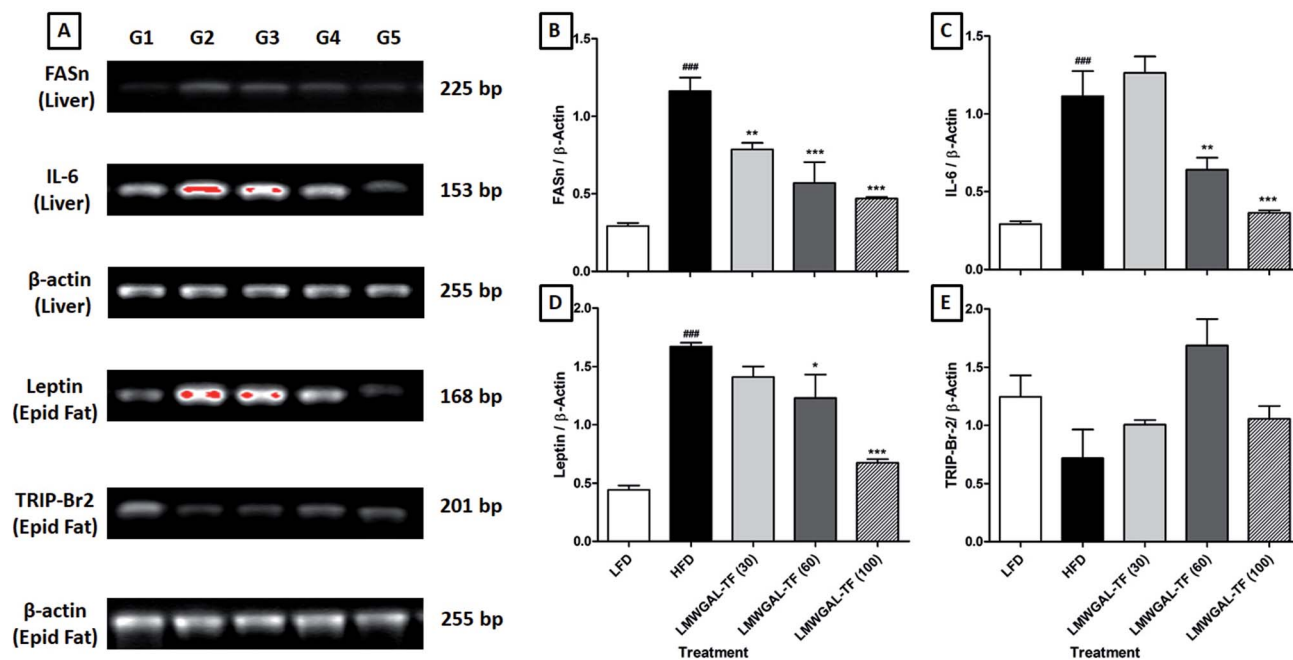 A
G1 G2 G3 G4 G5
FASn
(Liver)
225 bp
IL-6
(Liver)
153 bp
β-actin
(Liver)
255 bp
Leptin
(Epid Fat)
168 bp
TRIP-Br2
(Epid Fat)
201 bp
β-actin
(Epid Fat)
255 bp
B
FASn / β-Actin
1.5
1.0
0.5
0.0
###
**
***
***
C
IL-6 / β-Actin
1.5
1.0
0.5
0.0
###
**
***
D
Leptin / β-Actin
2.0
1.5
1.0
0.5
0.0
###
*
***
LFD
HFD
LMWGAL-TF (30)
LMWGAL-TF (60)
LMWGAL-TF (100)
Treatment
E
TRIP-Br-2/ β-Actin
2.0
1.5
1.0
0.5
0.0
LFD
HFD
LMWGAL-TF (30)
LMWGAL-TF (60)
LMWGAL-TF (100)
Treatment